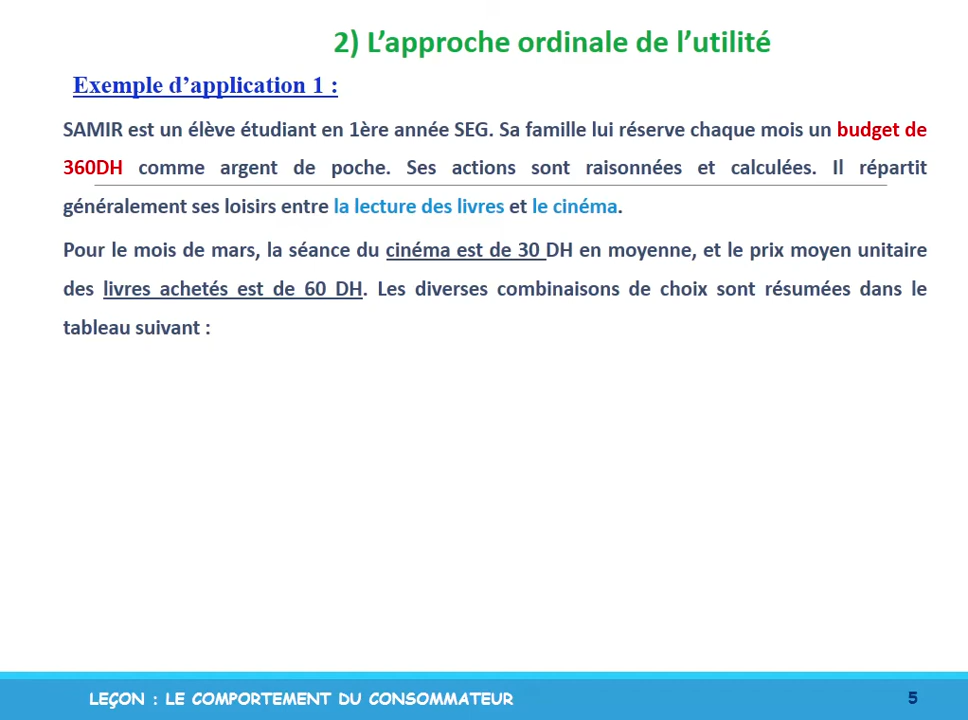 2) L’approche ordinale de l’utilité
Exemple d’application 1 :
SAMIR est un élève étudiant en 1ère année SEG. Sa famille lui réserve chaque mois un budget de
360DH comme argent de poche. Ses actions sont raisonnées et calculées. Il répartit
généralement ses loisirs entre la lecture des livres et le cinéma.
Pour le mois de mars, la séance du cinéma est de 30 DH en moyenne, et le prix moyen unitaire
des livres achetés est de 60 DH. Les diverses combinaisons de choix sont résumées dans le
tableau suivant :
LEÇON : LE COMPORTEMENT DU CONSOMMATEUR
5